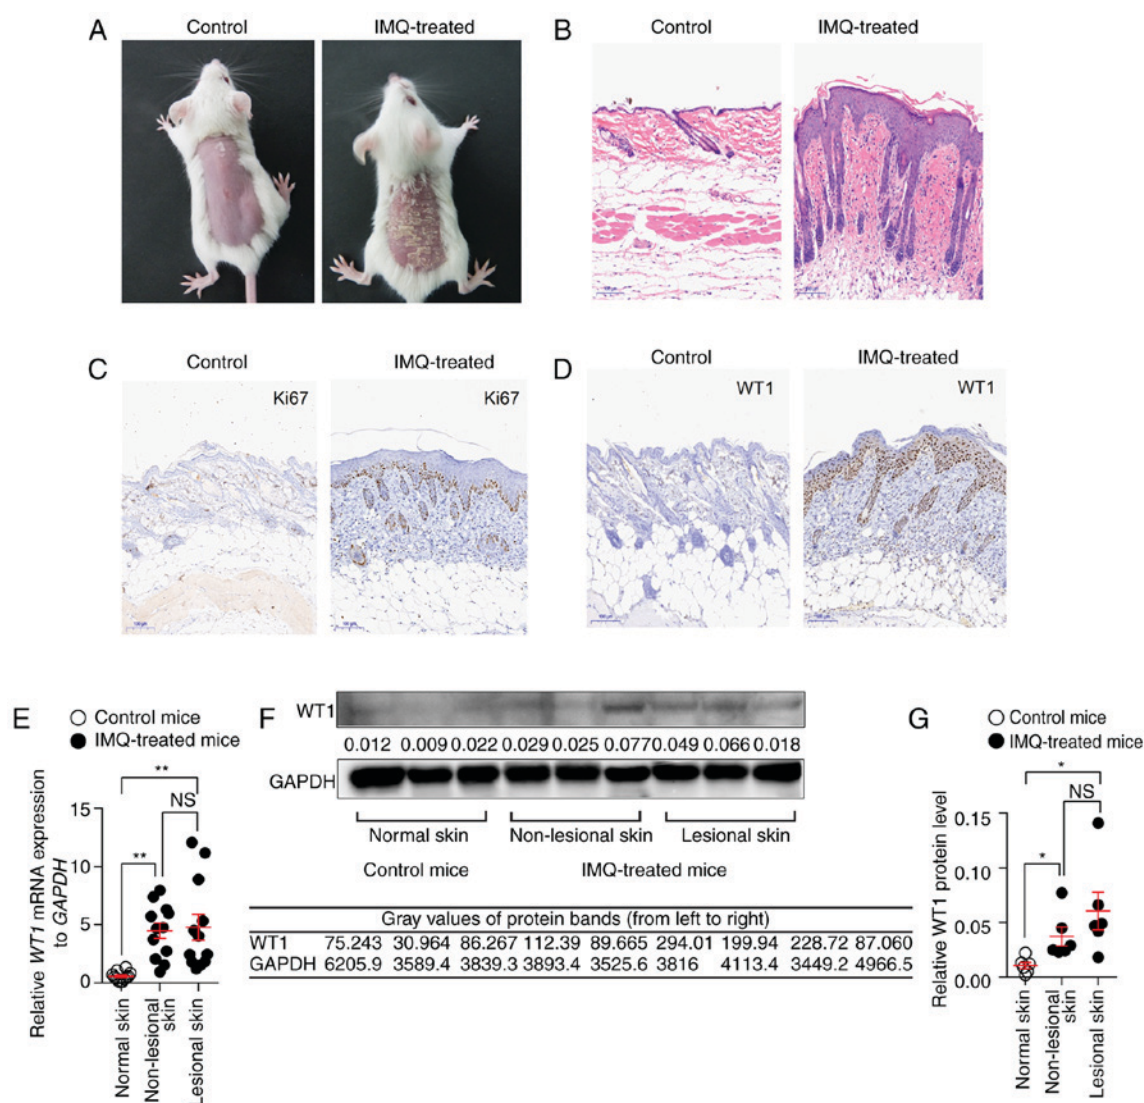 A
Control
IMQ-treated
B
Control
IMQ-treated
C
Control
IMQ-treated
Ki67
Ki67
D
Control
IMQ-treated
WT1
WT1
E
Control mice
IMQ-treated mice
**
NS
**
15
10
5
0
Relative WT1 mRNA expression
to GAPDH
Normal skin
Non-lesional
skin
Lesional skin
F
WT1
0.012 0.009 0.022 0.029 0.025 0.077 0.049 0.066 0.018
GAPDH
Normal skin Non-lesional skin Lesional skin
Control mice IMQ-treated mice
Gray values of protein bands (from left to right)
WT1 75.243 30.964 86.267 112.39 89.665 294.01 199.94 228.72 87.060
GAPDH 6205.9 3589.4 3839.3 3893.4 3525.6 3816 4113.4 3449.2 4966.5
G
Control mice
IMQ-treated mice
*
NS
*
0.15
0.10
0.05
0.00
Relative WT1 protein level
Normal skin
Non-lesional
skin
Lesional skin